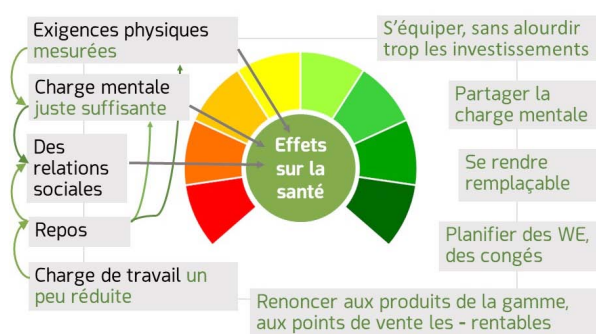 Exigences physiques
mesurées
Charge mentale
juste suffisante
Des
relations
sociales
Repos
Charge de travail un
peu réduite
Effets
sur la
santé
S'équiper, sans alourdir
trop les investissements
Partager la
charge mentale
Se rendre
remplaçable
Planifier des WE,
des congés
Renoncer aux produits de la gamme,
aux points de vente les - rentables